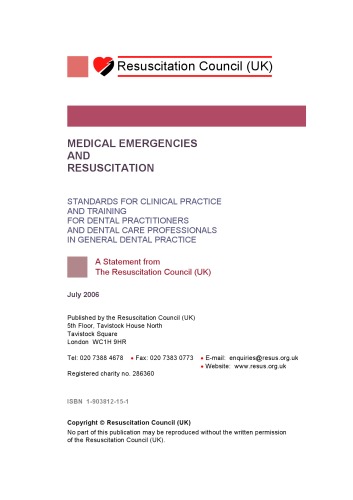 Resuscitation Council (UK)
MEDICAL EMERGENCIES
AND
RESUSCITATION
STANDARDS FOR CLINICAL PRACTICE
AND TRAINING
FOR DENTAL PRACTITIONERS
AND DENTAL CARE PROFESSIONALS
IN GENERAL DENTAL PRACTICE
A Statement from
The Resuscitation Council (UK)
July 2006
Published by the Resuscitation Council (UK)
5th Floor, Tavistock House North
Tavistock Square
London WC1H 9HR
Tel: 020 7388 4678 • Fax: 020 7383 0773 • E-mail: enquiries@resus.org.uk
• Website: www.resus.org.uk
Registered charity no. 286360
ISBN 1-903812-15-1
Copyright © Resuscitation Council (UK)
No part of this publication may be reproduced without the written permission
of the Resuscitation Council (UK).